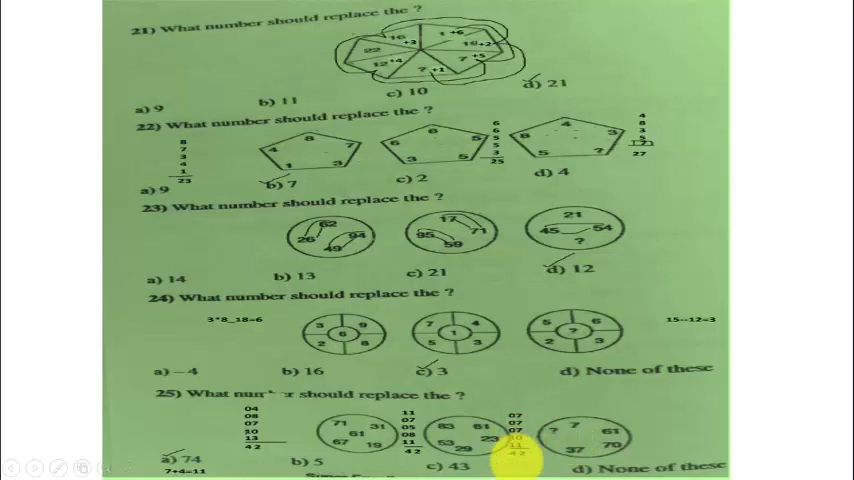 21) What number should replace the ?
16 +3 1 +6
22 19 +2
12 +4 ? +1 7 +5
a) 9 b) 11 c) 10 d) 21
22) What number should replace the ?
8 7 3 4 1 23
4 8 7 1 3
6 8 5 3 5
6 6 5 5 3 25
8 4 3 5 ?
4 8 3 5 7 27
a) 9 b) 7 c) 2 d) 4
23) What number should replace the ?
62 26 94 49
17 71 95 59
21 45 54 ?
a) 14 b) 13 c) 21 d) 12
24) What number should replace the ?
3*8_18=6
3 9 6 2 8
7 4 1 5 3
5 6 ? 2 3
15--12=3
a) -4 b) 16 c) 3 d) None of these
25) What should replace the ?
04 08 07 10 13 42
71 31 61 67 19
11 07 05 08 11 42
83 61 23 53 29
07 07 07 10 11 42
? 7 61 70 37
a) 74 b) 5 c) 43 d) None of these
7+4=11